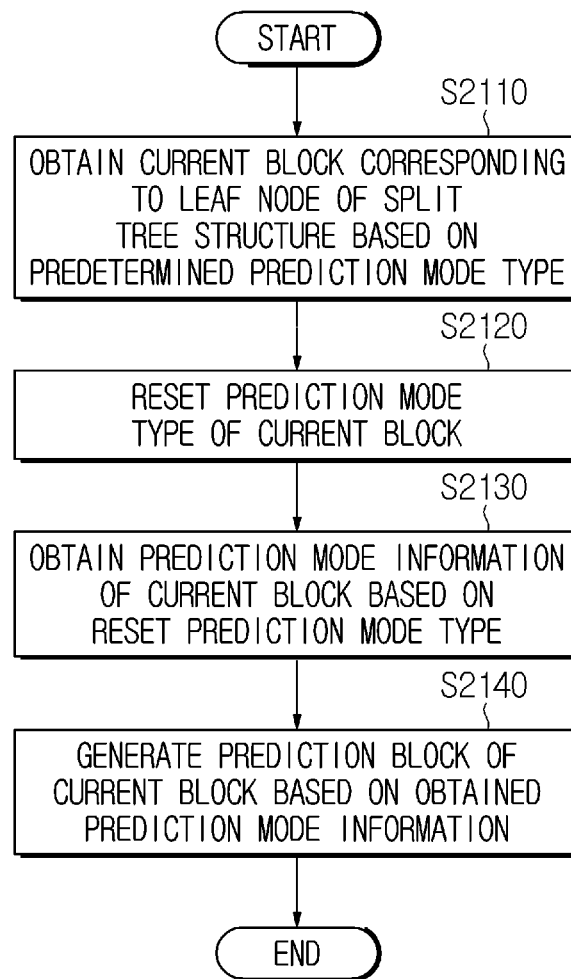 START
S2110
OBTAIN CURRENT BLOCK CORRESPONDING
TO LEAF NODE OF SPLIT
TREE STRUCTURE BASED ON
PREDETERMINED PREDICTION MODE TYPE
S2120
RESET PREDICTION MODE
TYPE OF CURRENT BLOCK
S2130
OBTAIN PREDICTION MODE INFORMATION
OF CURRENT BLOCK BASED ON
RESET PREDICTION MODE TYPE
S2140
GENERATE PREDICTION BLOCK OF
CURRENT BLOCK BASED ON OBTAINED
PREDICTION MODE INFORMATION
END